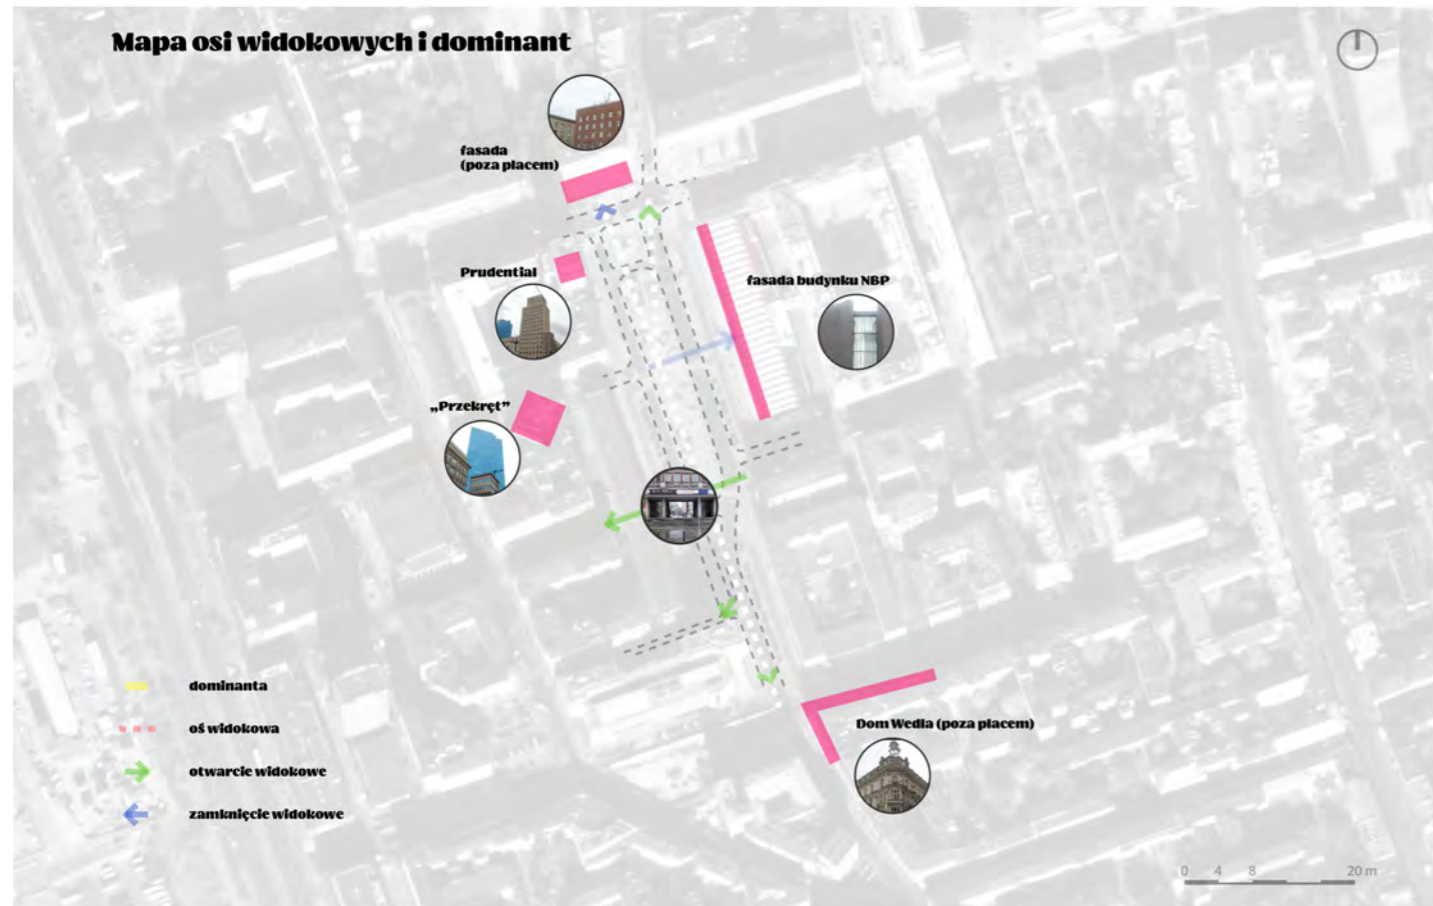 Mapa osi widokowych i dominant
fasada
(poza placem)
Prudential
fasada budynku NBP
„Przekręt”
Dom Wedla (poza placem)
dominanta
oś widokowa
otwarcie widokowe
zamknięcie widokowe
0 4 8 20 m